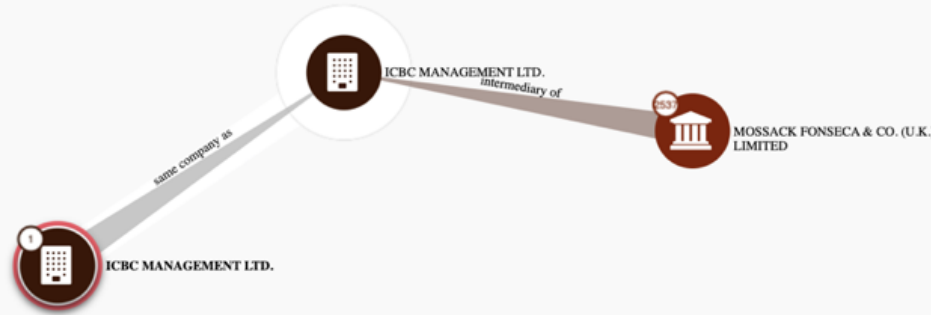 ICBC MANAGEMENT LTD.
intermediary of
2537
MOSSACK FONSECA & CO. (U.K.)
LIMITED
same company as
1
ICBC MANAGEMENT LTD.